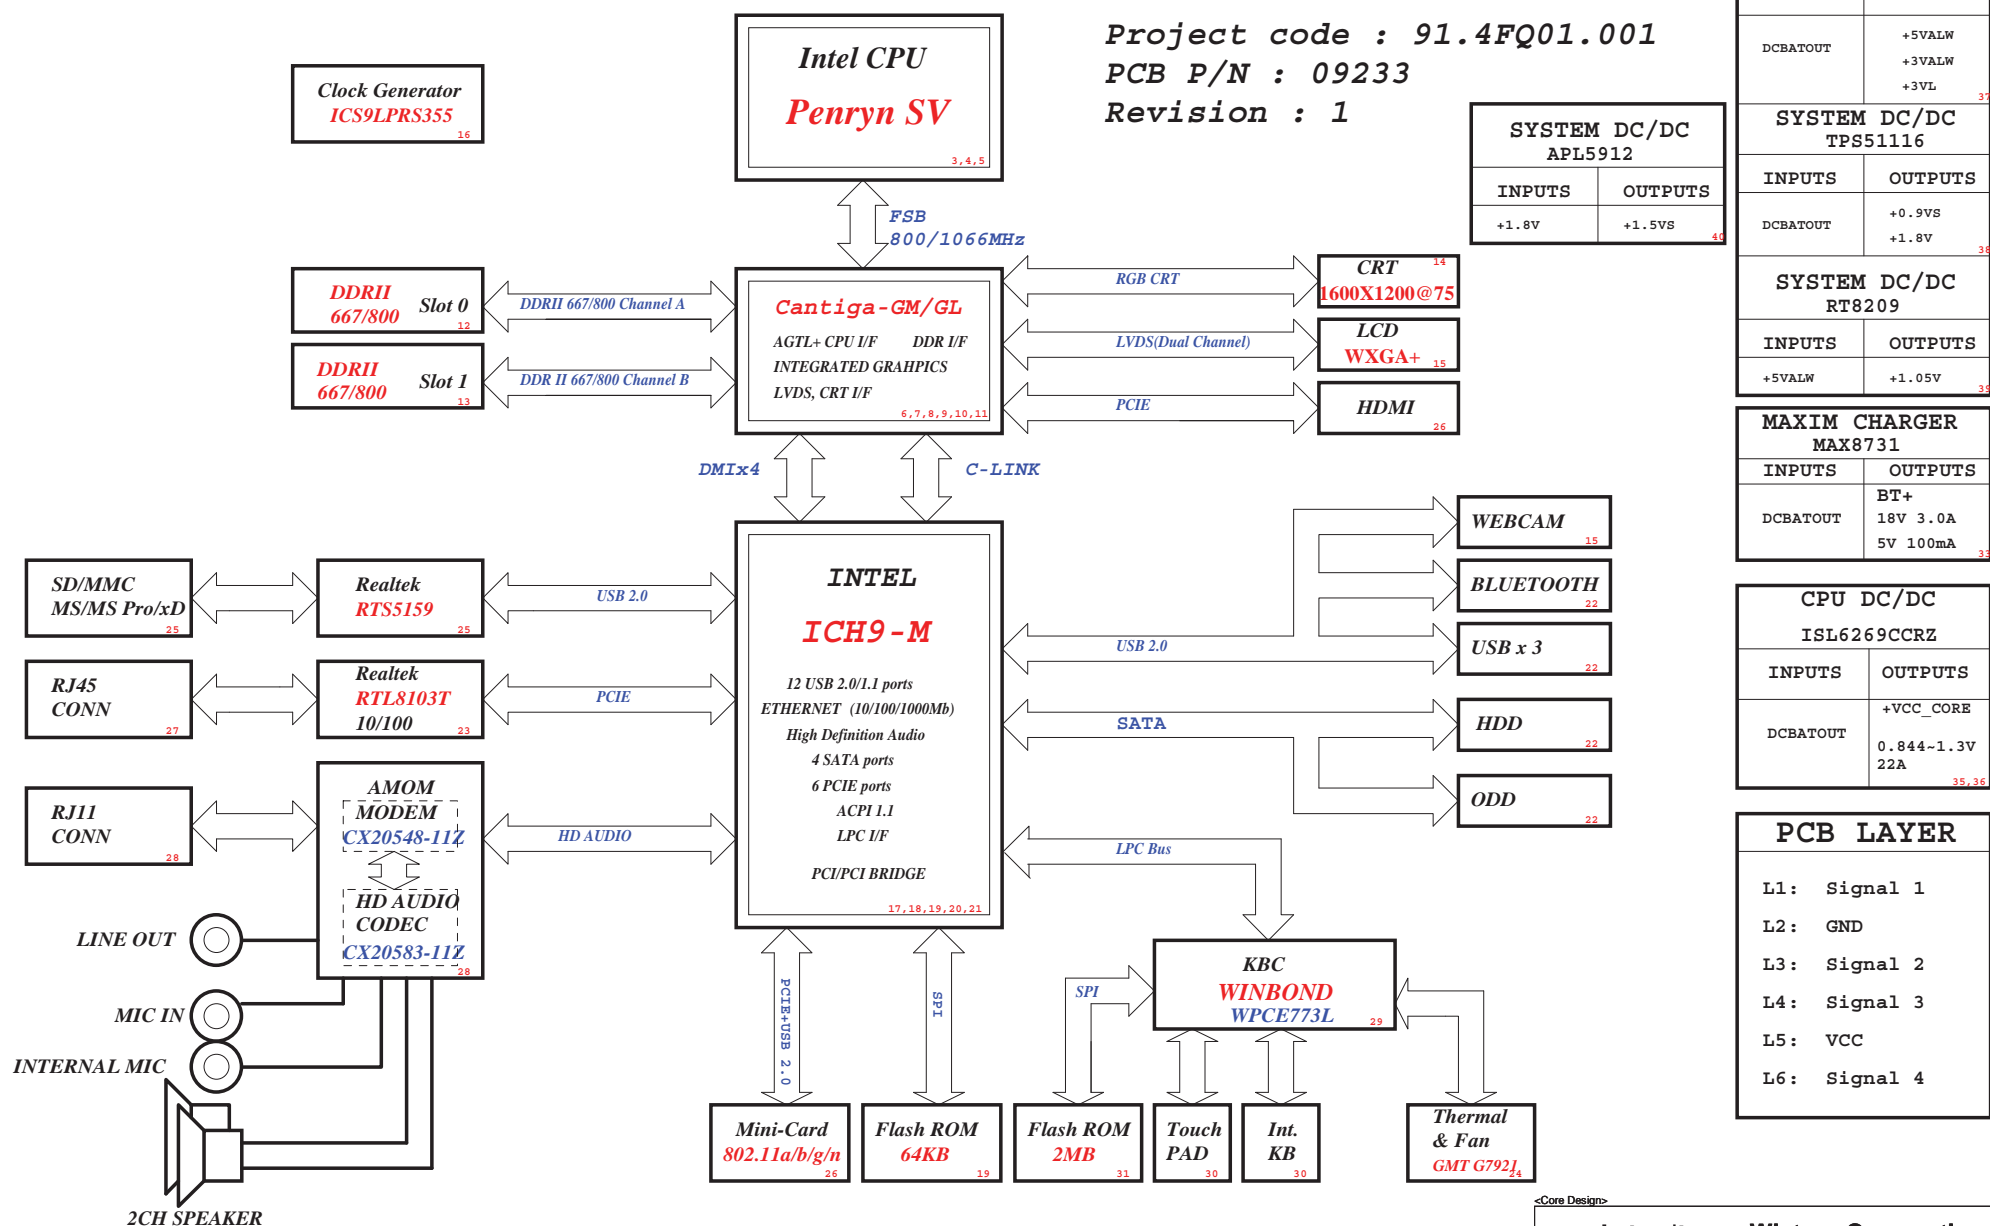 Project code : 91.4FQ01.001
PCB P/N : 09233
Revision : 1
Intel CPU
Penryn SV
3,4,5
Clock Generator
ICS9LPRS355
16
FSB
800/1066MHz
DDRII
667/800
Slot 0
12
DDRII 667/800 Channel A
DDRII
667/800
Slot 1
13
DDR II 667/800 Channel B
Cantiga-GM/GL
AGTL+ CPU I/F DDR I/F
INTEGRATED GRAHPICS
LVDS, CRT I/F
6,7,8,9,10,11
RGB CRT
CRT
14
1600X1200@75
LVDS(Dual Channel)
LCD
WXGA+
15
PCIE
HDMI
26
DMIx4
C-LINK
INTEL
ICH9-M
12 USB 2.0/1.1 ports
ETHERNET (10/100/1000Mb)
High Definition Audio
4 SATA ports
6 PCIE ports
ACPI 1.1
LPC I/F
PCI/PCI BRIDGE
17,18,19,20,21
SD/MMC
MS/MS Pro/xD
25
Realtek
RTS5159
25
USB 2.0
RJ45
CONN
27
Realtek
RTL8103T
10/100
23
PCIE
RJ11
CONN
28
AMOM
MODEM
CX20548-11Z
HD AUDIO
CODEC
CX20583-11Z
28
HD AUDIO
LINE OUT
MIC IN
INTERNAL MIC
2CH SPEAKER
USB 2.0
WEBCAM
15
BLUETOOTH
22
USB x 3
22
SATA
HDD
22
ODD
22
LPC Bus
KBC
WINBOND
WPCE773L
29
SPI
PCIE+USB 2.0
SPI
Mini-Card
802.11a/b/g/n
26
Flash ROM
64KB
19
Flash ROM
2MB
31
Touch
PAD
30
Int.
KB
30
Thermal
& Fan
GMT G7921
24
SYSTEM DC/DC
APL5912
INPUTS OUTPUTS
+1.8V +1.5VS
40
DCBATOUT
+5VALW
+3VALW
+3VL
37
SYSTEM DC/DC
TPS51116
INPUTS OUTPUTS
DCBATOUT
+0.9VS
+1.8V
38
SYSTEM DC/DC
RT8209
INPUTS OUTPUTS
+5VALW +1.05V
39
MAXIM CHARGER
MAX8731
INPUTS OUTPUTS
DCBATOUT
BT+
18V 3.0A
5V 100mA
33
CPU DC/DC
ISL6269CCRZ
INPUTS OUTPUTS
DCBATOUT
+VCC_CORE
0.844~1.3V
22A
35,36
PCB LAYER
L1: Signal 1
L2: GND
L3: Signal 2
L4: Signal 3
L5: VCC
L6: Signal 4
<Core Design>